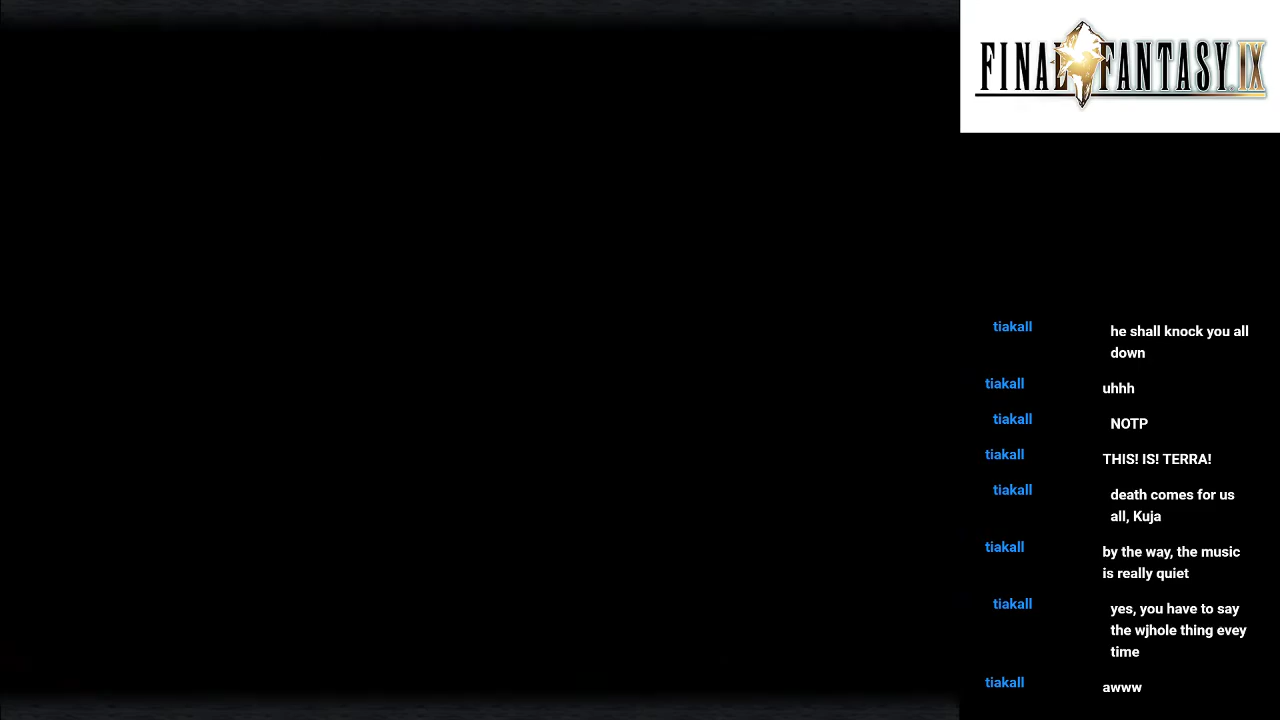 FINAL FANTASY IX
tiakall he shall knock you all
down
tiakall uhhh
tiakall NOTP
tiakall THIS! IS! TERRA!
tiakall death comes for us
all, Kuja
tiakall by the way, the music
is really quiet
tiakall yes, you have to say
the wjhole thing evey
time
tiakall awww